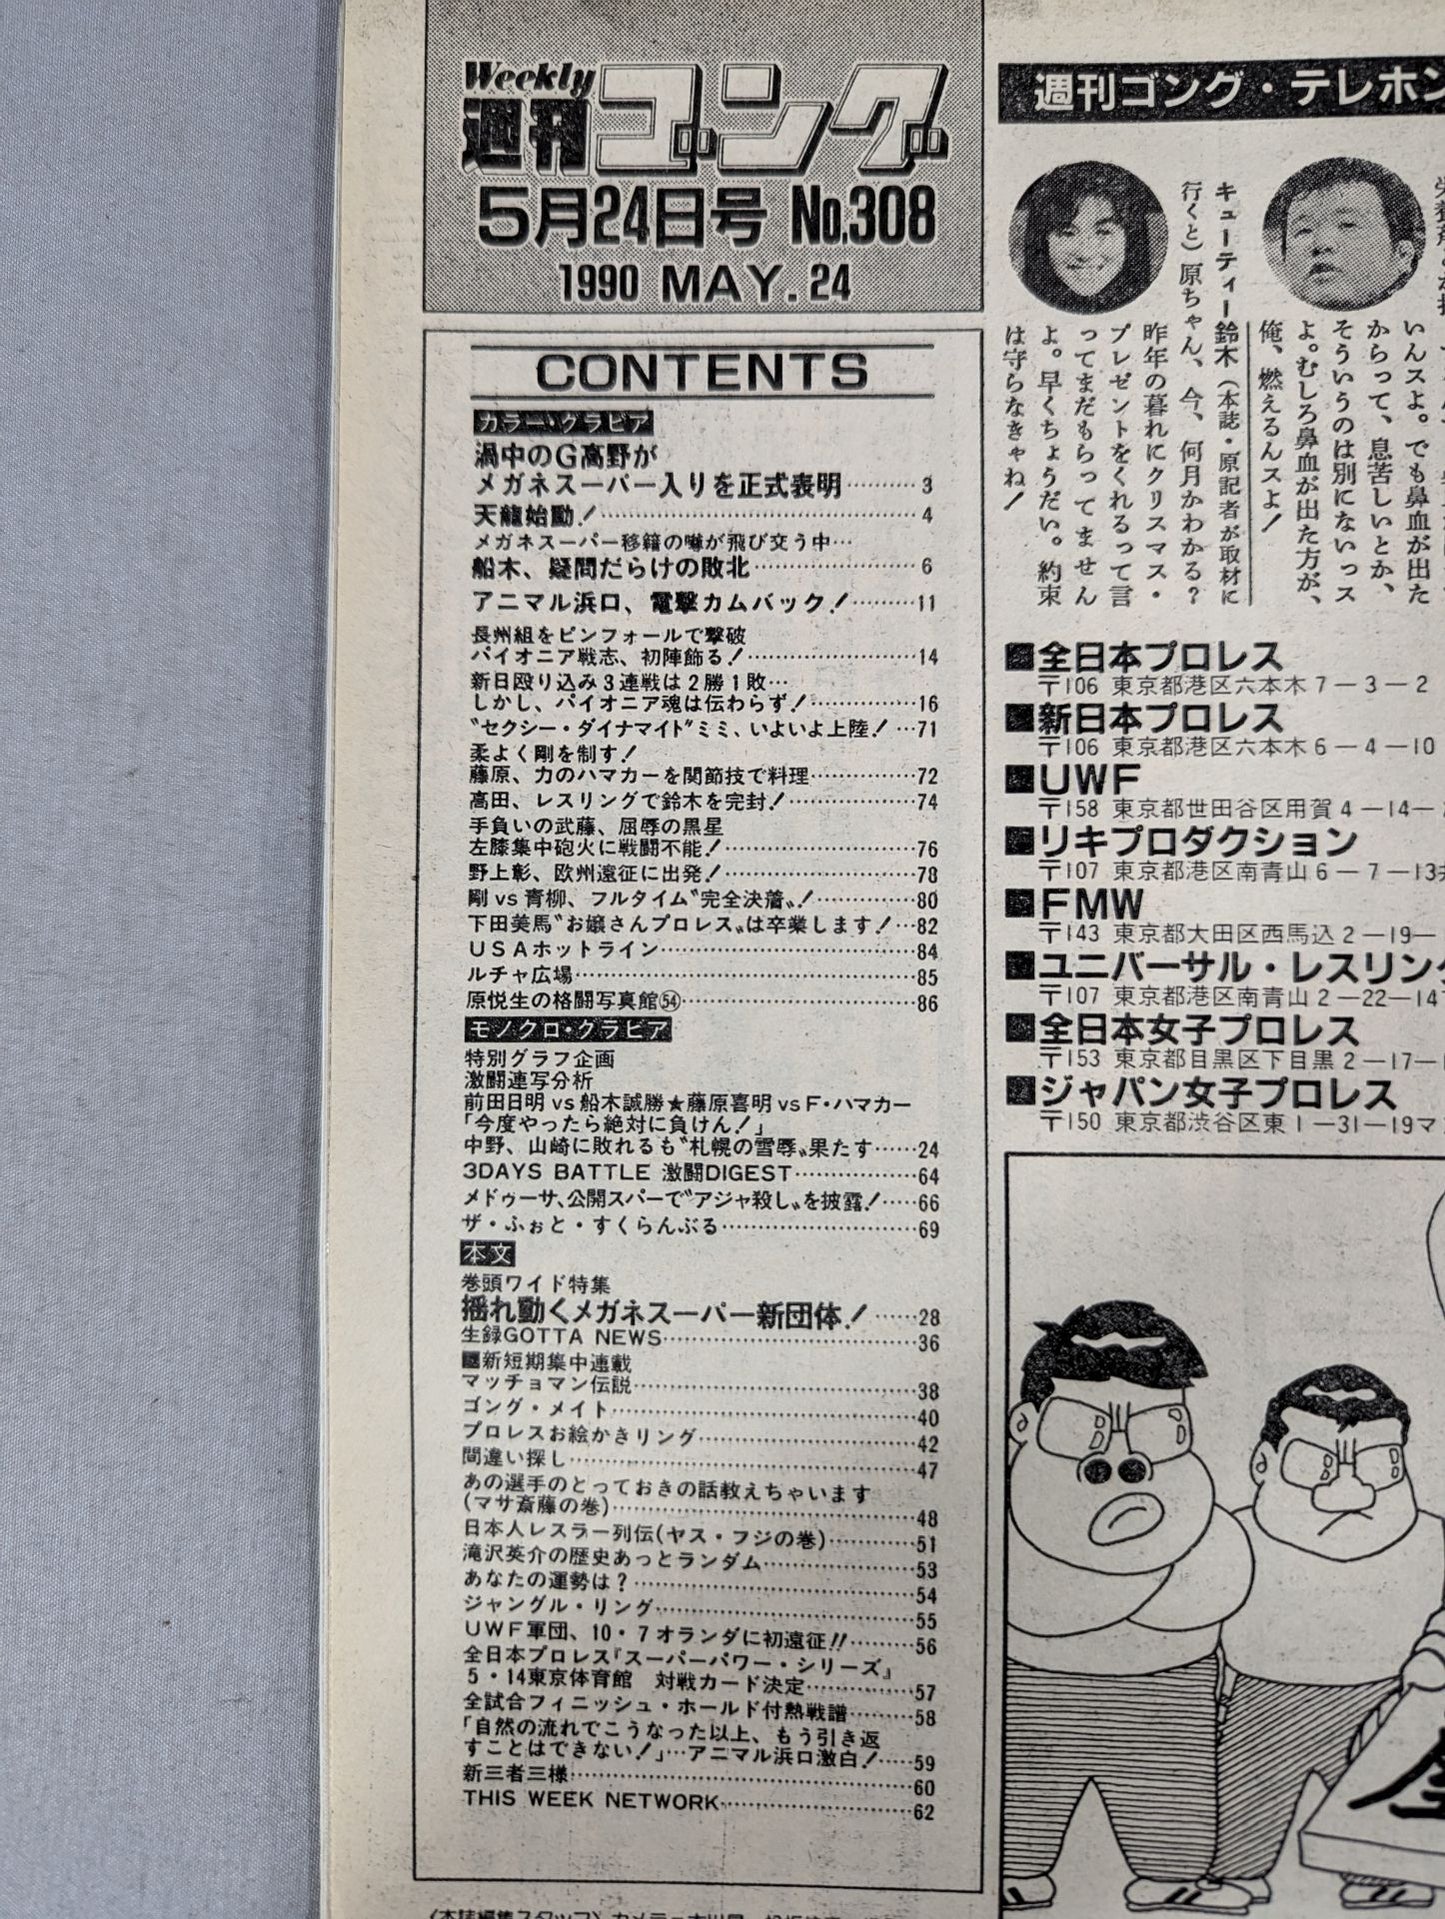 Weekly
週刊ゴング
5月24日号 No.308
1990 MAY. 24
CONTENTS
カラー・グラビア
渦中のG高野が
メガネスーパー入りを正式表明………3
天龍始動!………4
メガネスーパー移籍の噂が飛び交う中…
船木、疑問だらけの敗北………6
アニマル浜口、電撃カムバック!………11
長州組をピンフォールで撃破
パイオニア戦志、初陣飾る!………14
新日殴り込み3連戦は2勝1敗…
しかし、パイオニア魂は伝わらず!………16
〝セクシー・ダイナマイト〞ミミ、いよいよ上陸!…71
柔よく剛を制す!
藤原、力のハマカーを関節技で料理………72
高田、レスリングで鈴木を完封!………74
手負いの武藤、屈辱の黒星
左膝集中砲火に戦闘不能!………76
野上彰、欧州遠征に出発!………78
剛vs青柳、フルタイム〝完全決着〟!………80
下田美馬〝お嬢さんプロレス〟は卒業します!…82
USAホットライン………84
ルチャ広場………85
原悦生の格闘写真館54………86
モノクロ・グラビア
特別グラフ企画
激闘連写分析
前田日明vs船木誠勝★藤原喜明vsF・ハマカー
「今度やったら絶対に負けん!」
中野、山崎に敗れるも〝札幌の雪辱〟果たす……24
3DAYS BATTLE 激闘DIGEST………64
メドゥーサ、公開スパーで〝アジャ殺し〟を披露!……66
ザ・ふぉと・すくらんぶる………69
本文
巻頭ワイド特集
揺れ動くメガネスーパー新団体!……28
生録GOTTA NEWS………36
■新短期集中連載
マッチョマン伝説………38
ゴング・メイト………40
プロレスお絵かきリング………42
間違い探し………47
あの選手のとっておきの話教えちゃいます
(マサ斎藤の巻)………48
日本人レスラー列伝(ヤス・フジの巻)………51
滝沢英介の歴史あっとランダム………53
あなたの運勢は?………54
ジャングル・リング………55
UWF軍団、10・7オランダに初遠征!!………56
全日本プロレス『スーパーパワー・シリーズ』
5・14東京体育館 対戦カード決定………57
全試合フィニッシュ・ホールド付熱戦譜………58
「自然の流れでこうなった以上、もう引き返
すことはできない!」…アニマル浜口激白!……59
新三者三様………60
THIS WEEK NETWORK………62
週刊ゴング・テレホン
いんスよ。でも鼻血が出た
からって、息苦しいとか、
そういうのは別にないっス
よ。むしろ鼻血が出た方が、
俺、燃えるんスよ!
キューティー鈴木(本誌・原記者が取材に
行くと)原ちゃん、今、何月かわかる?
昨年の暮れにクリスマス・
プレゼントをくれるって言
ってまだもらってません
よ。早くちょうだい。約束
は守らなきゃね!
■全日本プロレス
〒106 東京都港区六本木7-3-2
■新日本プロレス
〒106 東京都港区六本木6-4-10
■UWF
〒158 東京都世田谷区用賀4-14-
■リキプロダクション
〒107 東京都港区南青山6-7-13
■FMW
〒143 東京都大田区西馬込2-19-
■ユニバーサル・レスリング
〒107 東京都港区南青山2-22-14
■全日本女子プロレス
〒153 東京都目黒区下目黒2-17-
■ジャパン女子プロレス
〒150 東京都渋谷区東1-31-19マ